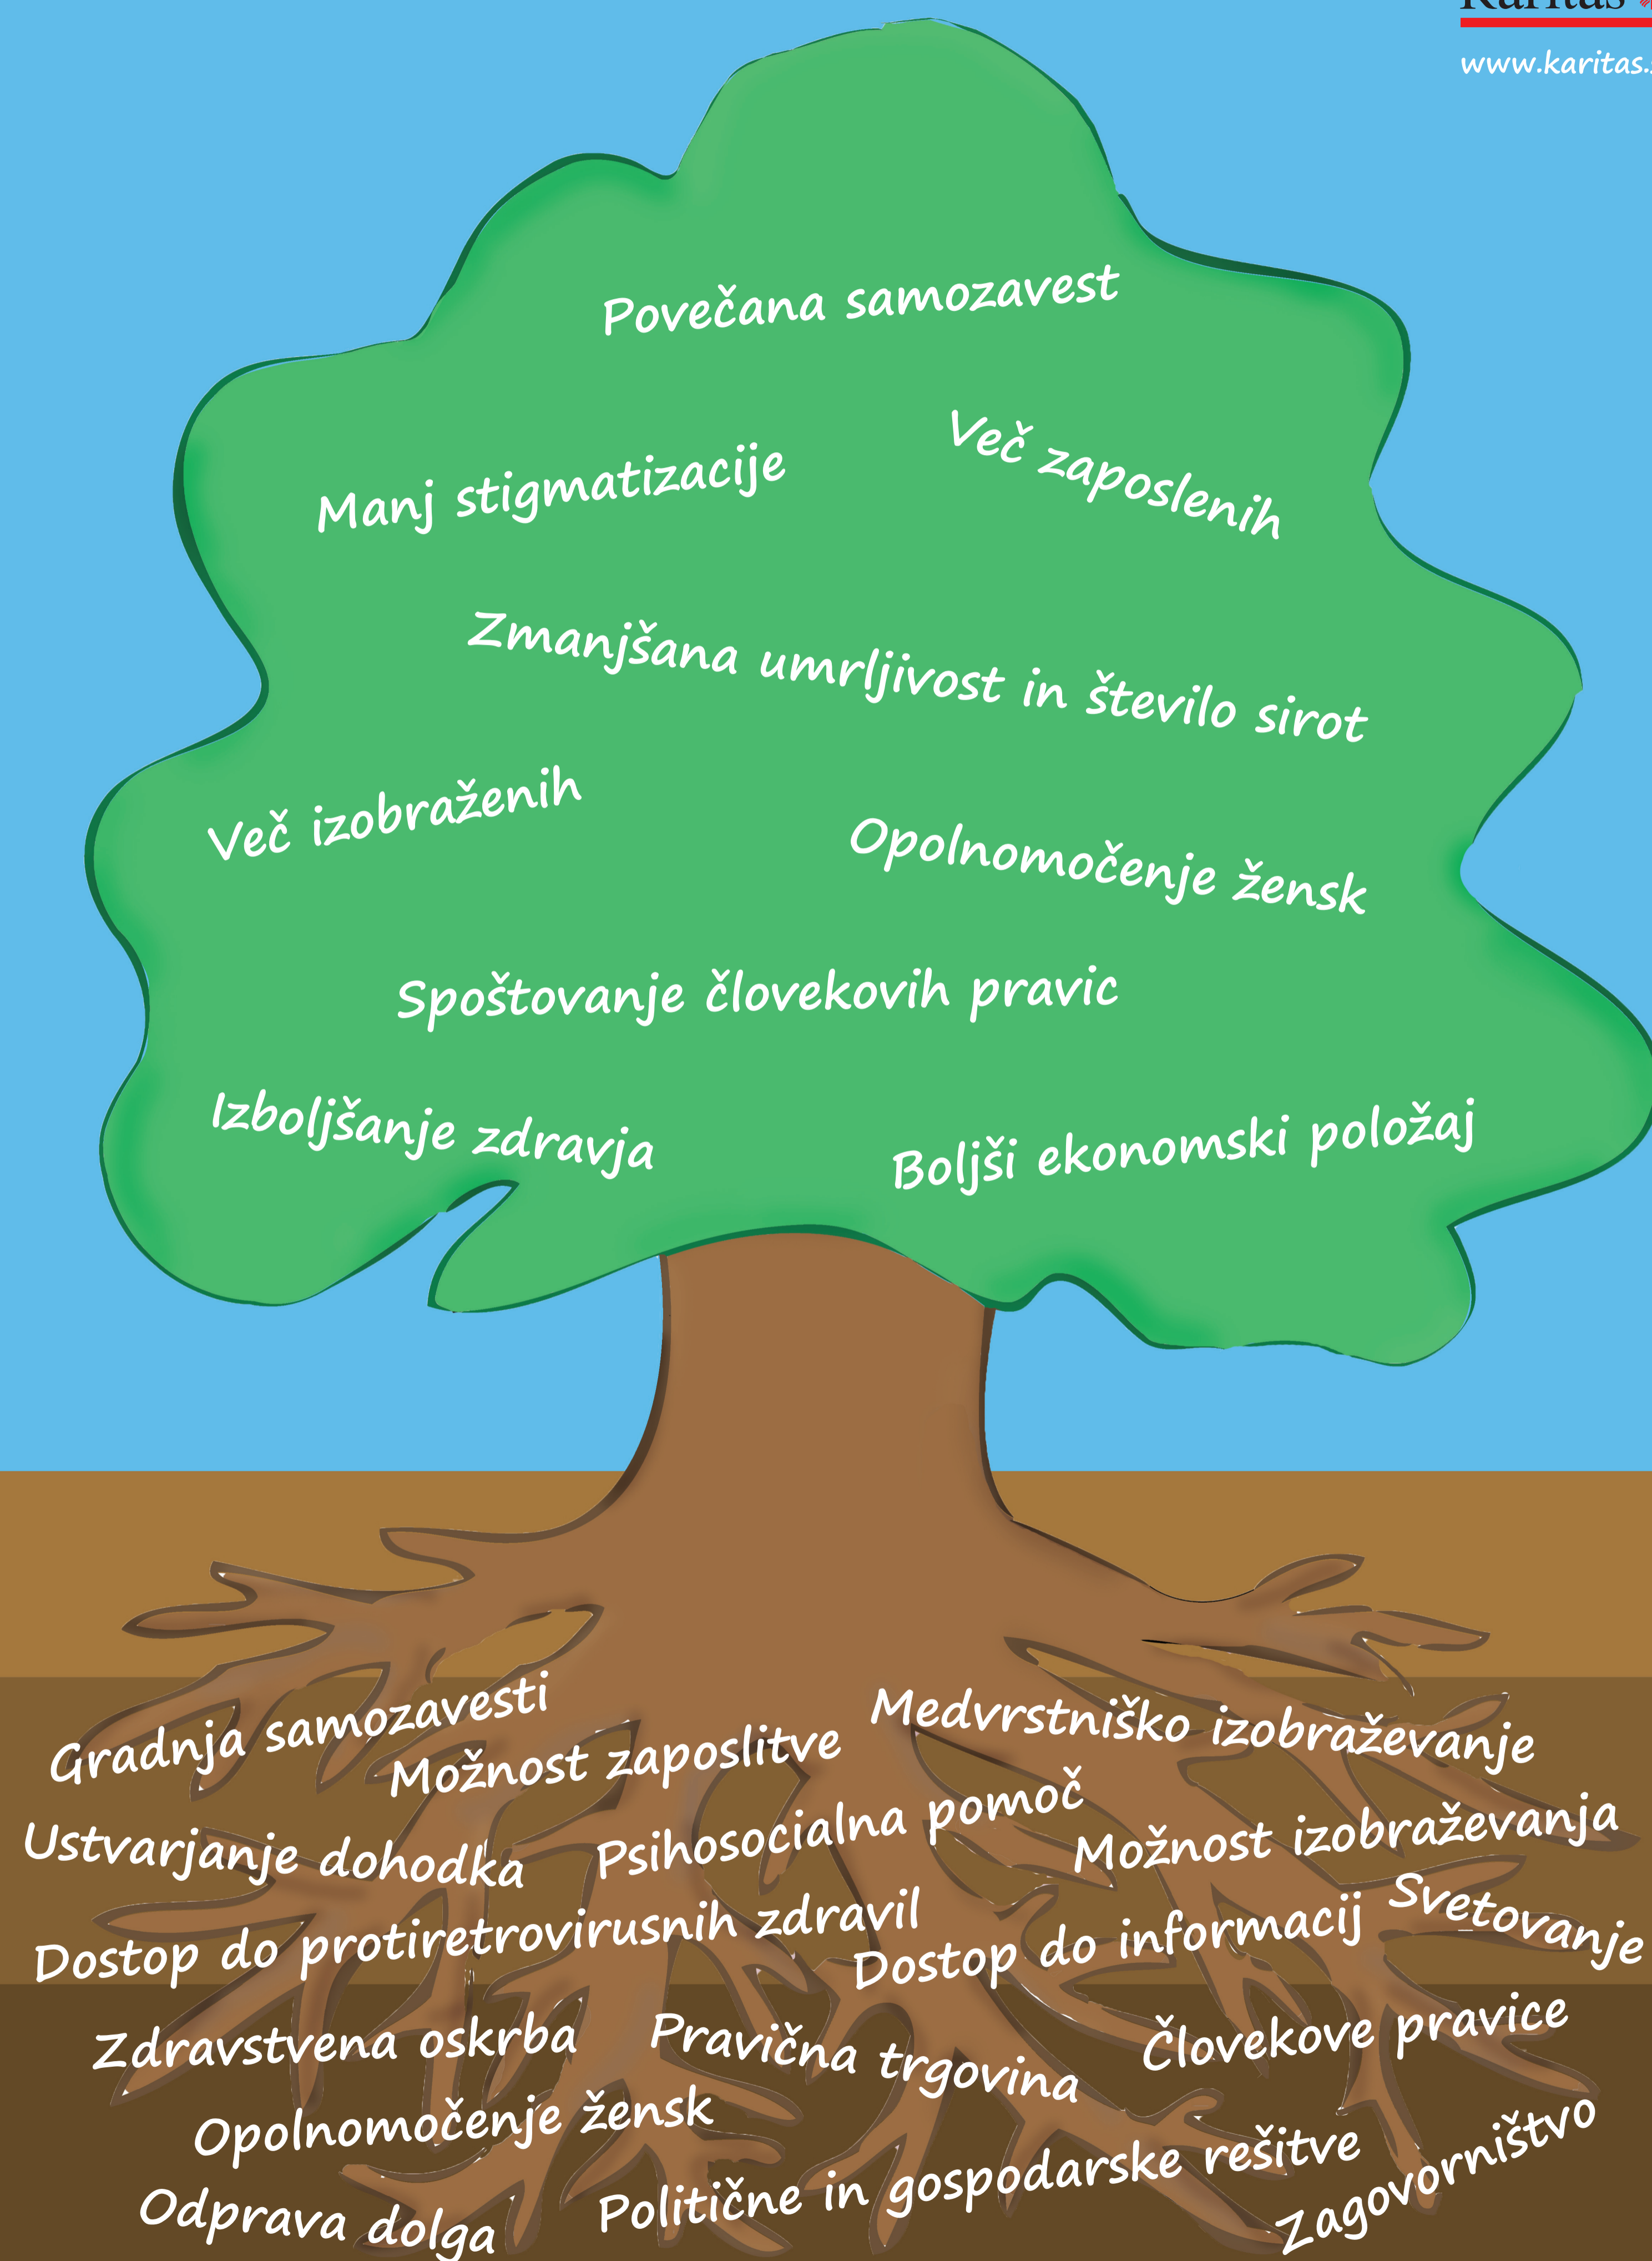 Karitas
www.karitas.
Povečana samozavest
Več zaposlenih
Manj stigmatizacije
Zmanjšana umrljivost in število sirot
Več izobraženih
Opolnomočenje žensk
Spoštovanje človekovih pravic
Izboljšanje zdravja
Boljši ekonomski položaj
Gradnja samozavesti
Medvrstniško izobraževanje
Možnost zaposlitve
Psihosocialna pomoč
Možnost izobraževanja
Ustvarjanje dohodka
Svetovanje
Dostop do protiretrovirusnih zdravil
Dostop do informacij
Zdravstvena oskrba
Pravična trgovina
Človekove pravice
Opolnomočenje žensk
Politične in gospodarske rešitve
Zagovorništvo
Odprava dolga